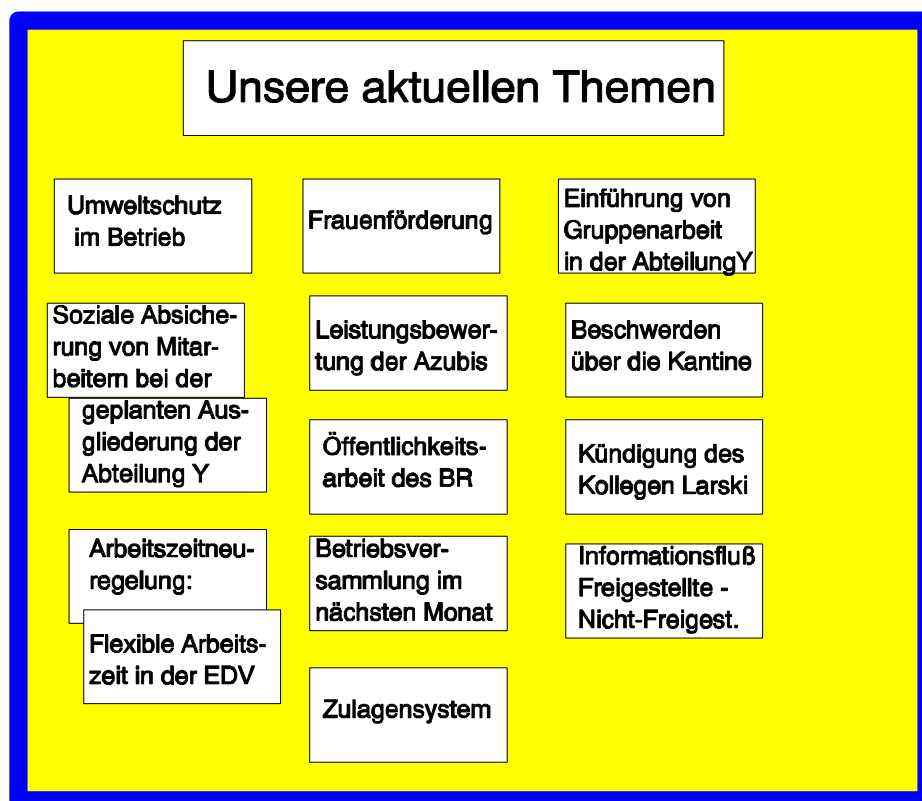 Unsere aktuellen Themen
Umweltschutz
im Betrieb
Soziale Absiche-
rung von Mitar-
beitern bei der
geplanten Aus-
gliederung der
Abteilung Y
Arbeitszeitneu-
regelung:
Flexible Arbeits-
zeit in der EDV
Frauenförderung
Leistungsbewer-
tung der Azubis
Öffentlichkeits-
arbeit des BR
Betriebsver-
sammlung im
nächsten Monat
Zulagensystem
Einführung von
Gruppenarbeit
in der AbteilungY
Beschwerden
über die Kantine
Kündigung des
Kollegen Larski
Informationsfluß
Freigestellte -
Nicht-Freigest.